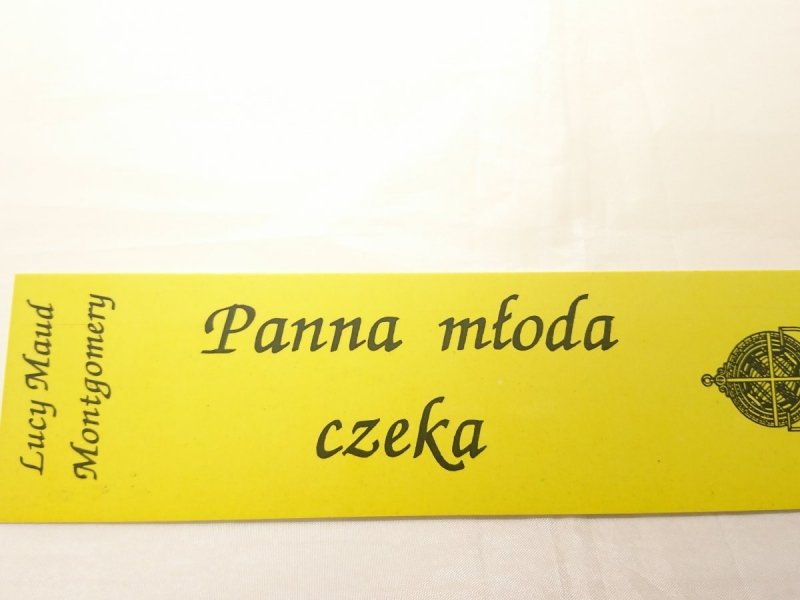 Lucy Maud
Montgomery
Panna młoda
czeka